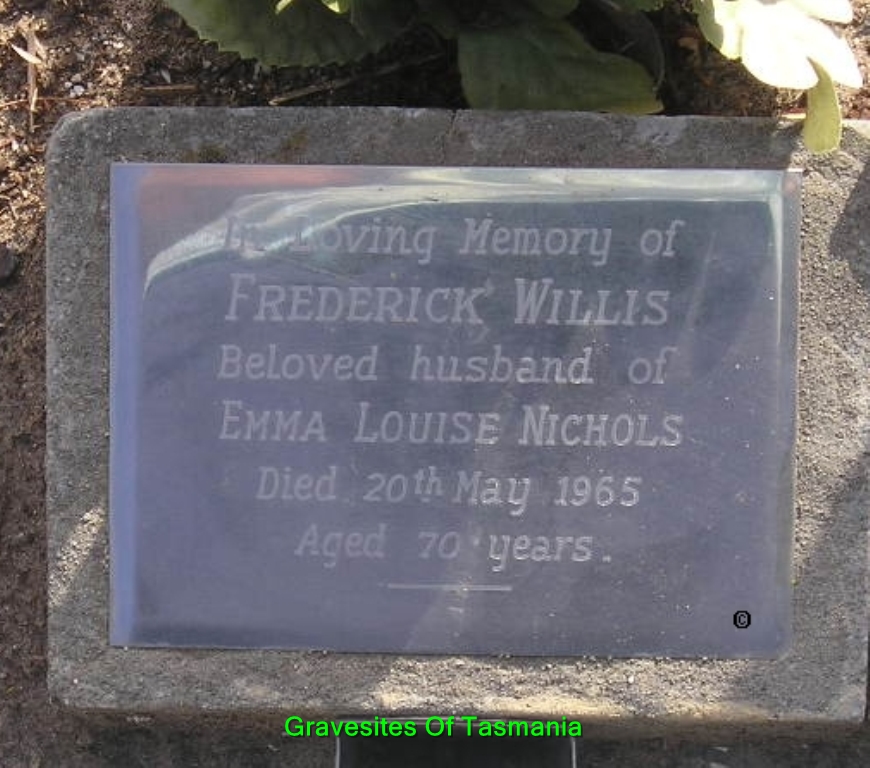 In Loving Memory of
FREDERICK WILLIS
Beloved husband of
EMMA LOUISE NICHOLS
Died 20th May 1965
Aged 70 years.
©
Gravesites Of Tasmania